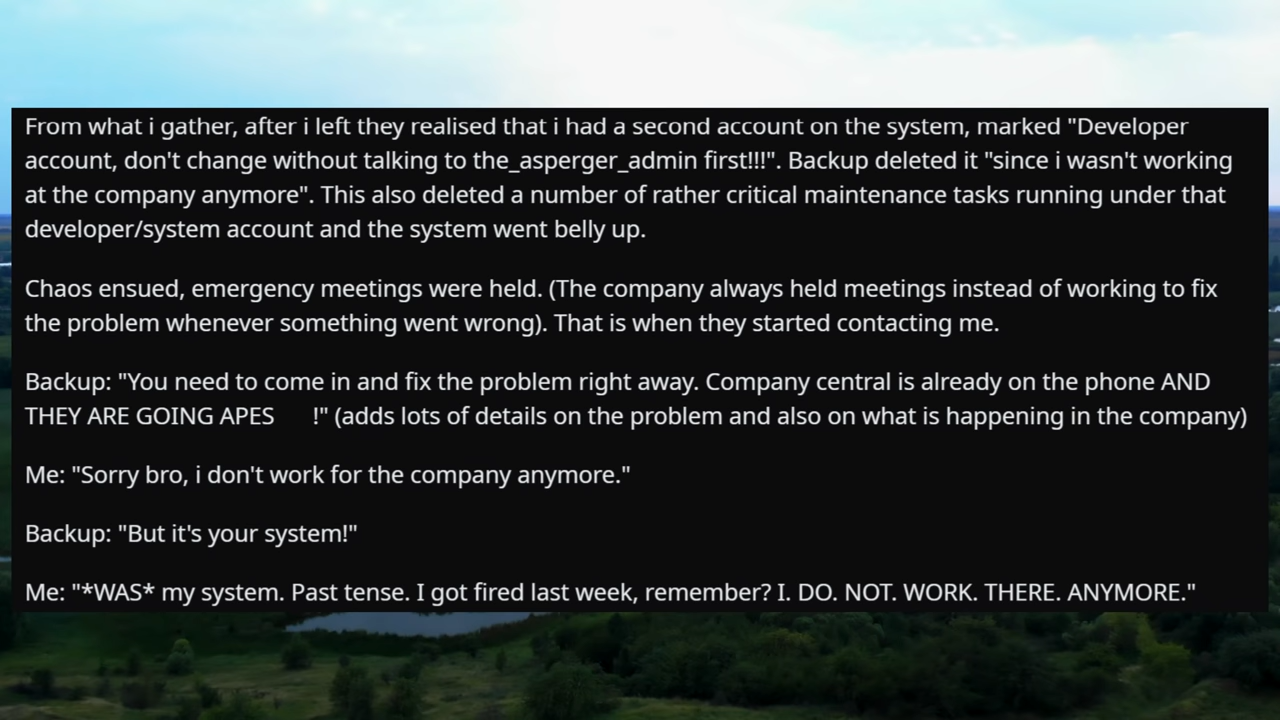 From what i gather, after i left they realised that i had a second account on the system, marked "Developer
account, don't change without talking to the_asperger_admin first!!!". Backup deleted it "since i wasn't working
at the company anymore". This also deleted a number of rather critical maintenance tasks running under that
developer/system account and the system went belly up.
Chaos ensued, emergency meetings were held. (The company always held meetings instead of working to fix
the problem whenever something went wrong). That is when they started contacting me.
Backup: "You need to come in and fix the problem right away. Company central is already on the phone AND
THEY ARE GOING APES !" (adds lots of details on the problem and also on what is happening in the company)
Me: "Sorry bro, i don't work for the company anymore."
Backup: "But it's your system!"
Me: "*WAS* my system. Past tense. I got fired last week, remember? I. DO. NOT. WORK. THERE. ANYMORE."